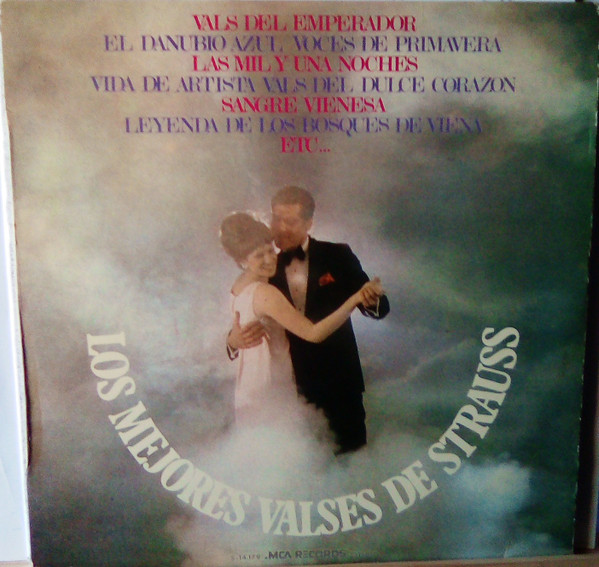 VALS DEL EMPERADOR
EL DANUBIO AZUL VOCES DE PRIMAVERA
LAS MIL Y UNA NOCHES
VIDA DE ARTISTA VALS DEL DULCE CORAZON
SANGRE VIENESA
LEYENDA DE LOS BOSQUES DE VIENA
ETC...
LOS MEJORES VALSES DE STRAUSS
MCA RECORDS